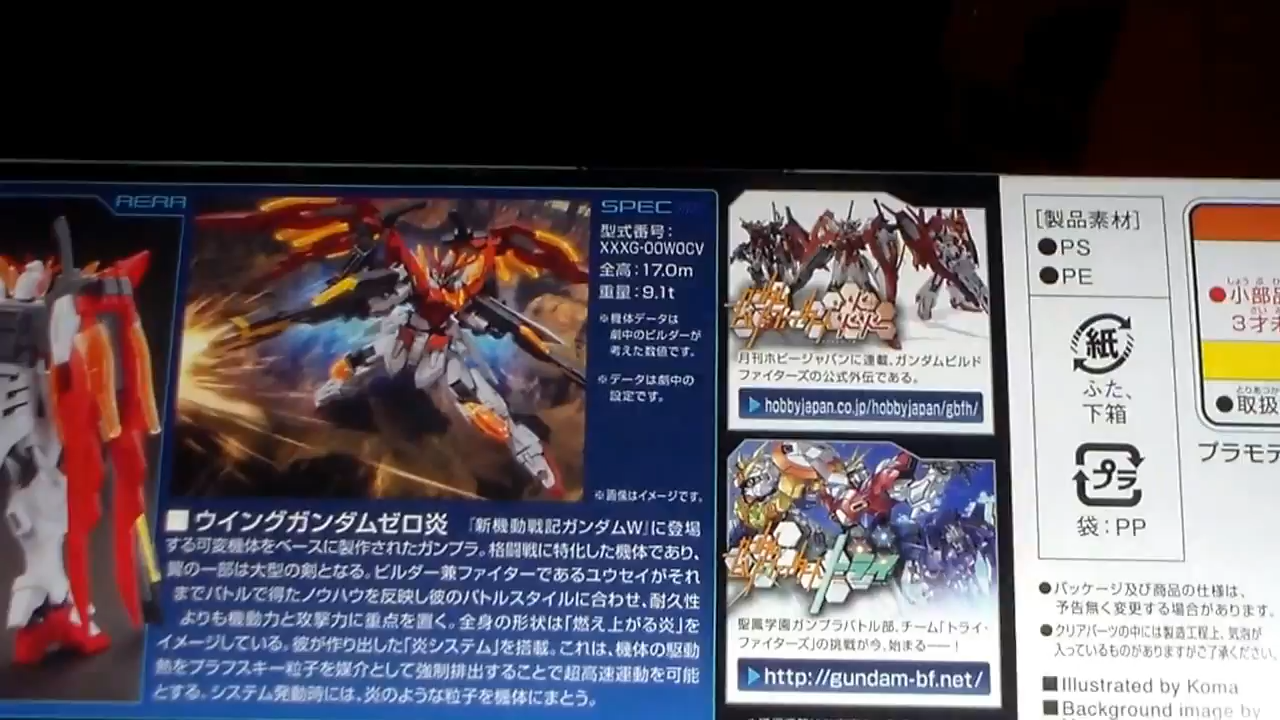 RERR
SPEC
型式番号:
XXXG-00W0CV
全高:17.0m
重量:9.1t
※機体データは
劇中のビルダーが
考えた数値です。
※データは劇中の
設定です。
※画像はイメージです。
■ウイングガンダムゼロ炎 『新機動戦記ガンダムW』に登場
する可変機体をベースに製作されたガンプラ。格闘戦に特化した機体であり、
翼の一部は大型の剣となる。ビルダー兼ファイターであるユウセイがそれ
までバトルで得たノウハウを反映し彼のバトルスタイルに合わせ、耐久性
よりも機動力と攻撃力に重点を置く。全身の形状は「燃え上がる炎」を
イメージしている。彼が作り出した「炎システム」を搭載。これは、機体の駆動
熱をプラフスキー粒子を媒介として強制排出することで超高速運動を可能
とする。システム発動時には、炎のような粒子を機体にまとう。
月刊ホビージャパンに連載、ガンダムビルド
ファイターズの公式外伝である。
▶hobbyjapan.co.jp/hobbyjapan/gbfh/
トライ
聖鳳学園ガンプラバトル部、チーム「トライ・
ファイターズ」の挑戦が今、始まる──!
▶http://gundam-bf.net/
[製品素材]
●PS
●PE
紙
ふた、
下箱
プラ
袋:PP
●小部品
3才未
●取扱
プラモデ
●パッケージ及び商品の仕様は、
予告無く変更する場合があります。
●クリアパーツの中には製造工程上、気泡が
入っているものがありますがご了承ください。
■Illustrated by Koma
■Background image by